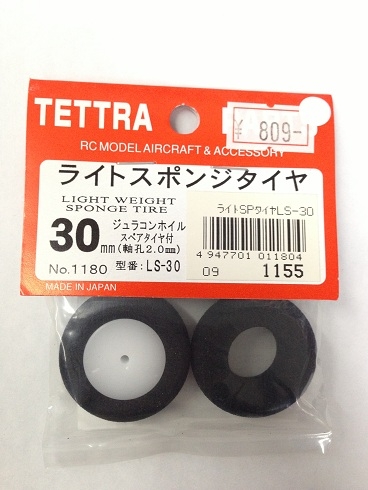 TETTRA
¥ 809-
RC MODEL AIRCRAFT & ACCESSORY
ライトスポンジタイヤ
LIGHT WEIGHT
SPONGE TIRE
30mm
ジュラコンホイル
スペアタイヤ付
(軸孔2.0mm)
No.1180 型番: LS-30
MADE IN JAPAN
ライトSPタイヤLS-30
4 947701 011804
09 1155